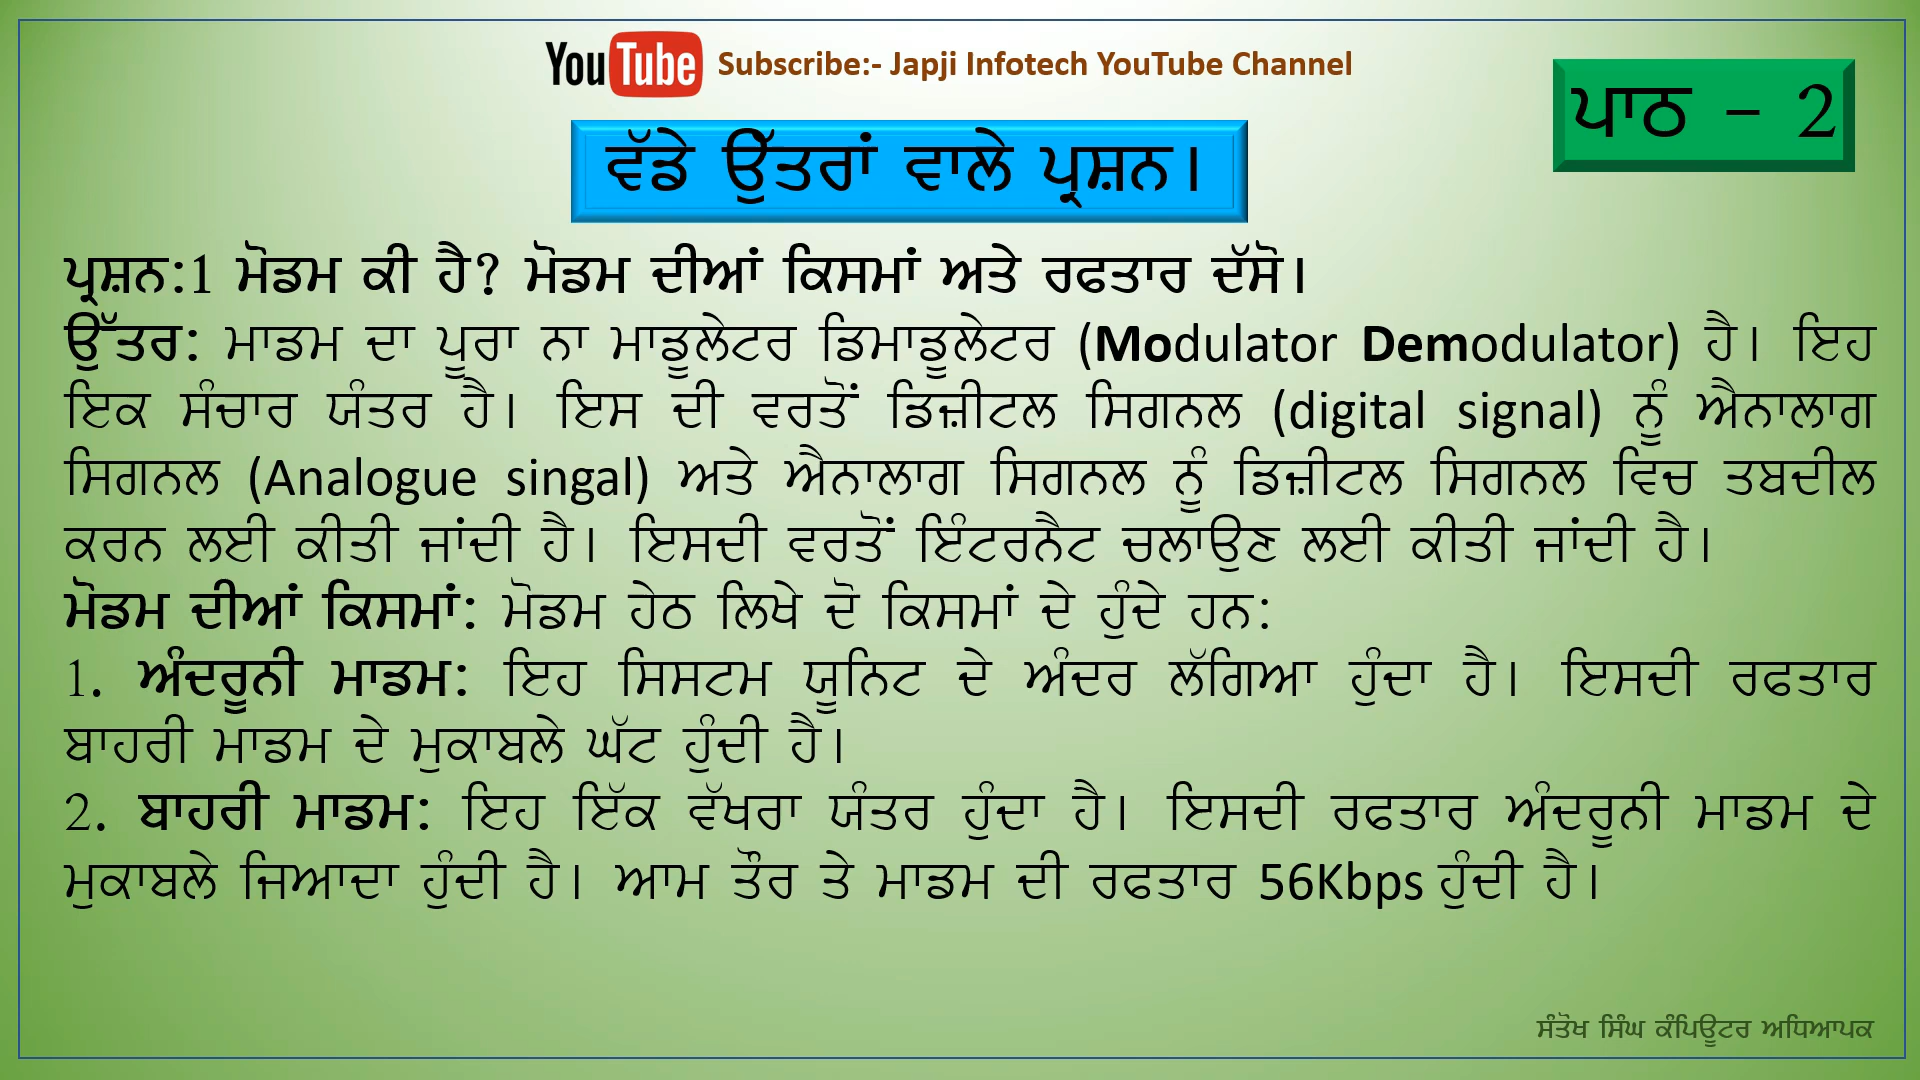 YouTube Subscribe:- Japji Infotech YouTube Channel
ਪਾਠ – 2
ਵੱਡੇ ਉੱਤਰਾਂ ਵਾਲੇ ਪ੍ਰਸ਼ਨ।
ਪ੍ਰਸ਼ਨ:1 ਮੋਡਮ ਕੀ ਹੈ? ਮੋਡਮ ਦੀਆਂ ਕਿਸਮਾਂ ਅਤੇ ਰਫਤਾਰ ਦੱਸੋ।
ਉੱਤਰ: ਮਾਡਮ ਦਾ ਪੂਰਾ ਨਾ ਮਾਡੂਲੇਟਰ ਡਿਮਾਡੂਲੇਟਰ (Modulator Demodulator) ਹੈ। ਇਹ
ਇਕ ਸੰਚਾਰ ਯੰਤਰ ਹੈ। ਇਸ ਦੀ ਵਰਤੋਂ ਡਿਜ਼ੀਟਲ ਸਿਗਨਲ (digital signal) ਨੂੰ ਐਨਾਲਾਗ
ਸਿਗਨਲ (Analogue singal) ਅਤੇ ਐਨਾਲਾਗ ਸਿਗਨਲ ਨੂੰ ਡਿਜ਼ੀਟਲ ਸਿਗਨਲ ਵਿਚ ਤਬਦੀਲ
ਕਰਨ ਲਈ ਕੀਤੀ ਜਾਂਦੀ ਹੈ। ਇਸਦੀ ਵਰਤੋਂ ਇੰਟਰਨੈਟ ਚਲਾਉਣ ਲਈ ਕੀਤੀ ਜਾਂਦੀ ਹੈ।
ਮੋਡਮ ਦੀਆਂ ਕਿਸਮਾਂ: ਮੋਡਮ ਹੇਠ ਲਿਖੇ ਦੋ ਕਿਸਮਾਂ ਦੇ ਹੁੰਦੇ ਹਨ:
1. ਅੰਦਰੂਨੀ ਮਾਡਮ: ਇਹ ਸਿਸਟਮ ਯੂਨਿਟ ਦੇ ਅੰਦਰ ਲੱਗਿਆ ਹੁੰਦਾ ਹੈ। ਇਸਦੀ ਰਫਤਾਰ
ਬਾਹਰੀ ਮਾਡਮ ਦੇ ਮੁਕਾਬਲੇ ਘੱਟ ਹੁੰਦੀ ਹੈ।
2. ਬਾਹਰੀ ਮਾਡਮ: ਇਹ ਇੱਕ ਵੱਖਰਾ ਯੰਤਰ ਹੁੰਦਾ ਹੈ। ਇਸਦੀ ਰਫਤਾਰ ਅੰਦਰੂਨੀ ਮਾਡਮ ਦੇ
ਮੁਕਾਬਲੇ ਜਿਆਦਾ ਹੁੰਦੀ ਹੈ। ਆਮ ਤੌਰ ਤੇ ਮਾਡਮ ਦੀ ਰਫਤਾਰ 56Kbps ਹੁੰਦੀ ਹੈ।
ਸੰਤੋਖ ਸਿੰਘ ਕੰਪਿਊਟਰ ਅਧਿਆਪਕ